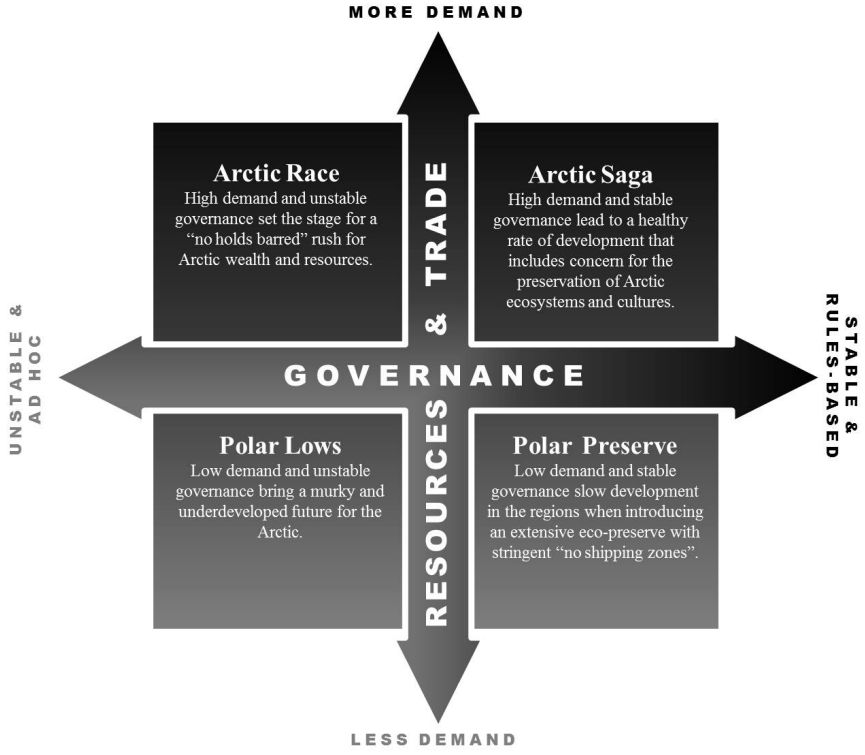 MORE DEMAND
Arctic Race
High demand and unstable
governance set the stage for a
“no holds barred” rush for
Arctic wealth and resources.
Arctic Saga
High demand and stable
governance lead to a healthy
rate of development that
includes concern for the
preservation of Arctic
ecosystems and cultures.
RESOURCES & TRADE
UNSTABLE &
AD HOC
GOVERNANCE
STABLE &
RULES-BASED
Polar Lows
Low demand and unstable
governance bring a murky and
underdeveloped future for the
Arctic.
Polar Preserve
Low demand and stable
governance slow development
in the regions when introducing
an extensive eco-preserve with
stringent “no shipping zones”.
LESS DEMAND